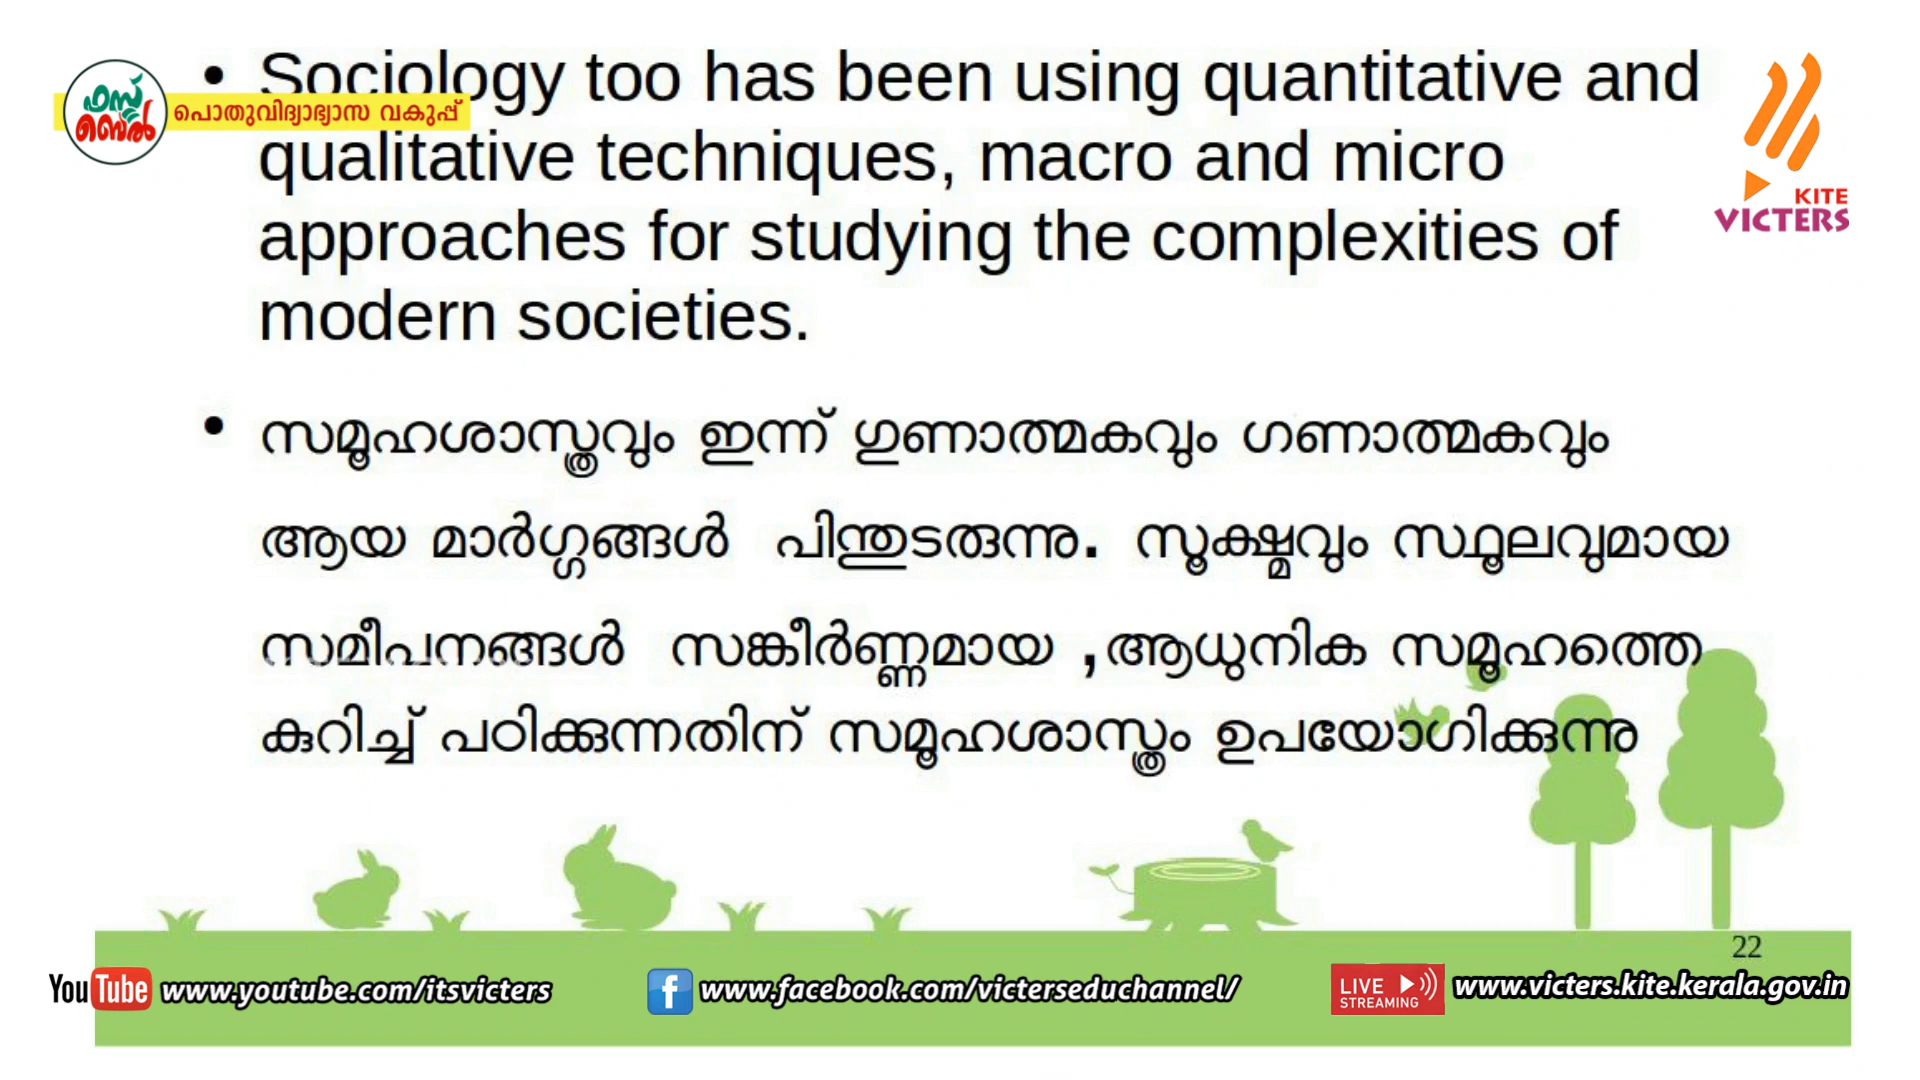 • Sociology too has been using quantitative and
ഫസ്റ്റ് ബെൽ
പൊതുവിദ്യാഭ്യാസ വകുപ്പ്
qualitative techniques, macro and micro
KITE
VICTERS
approaches for studying the complexities of
modern societies.
• സമൂഹശാസ്ത്രവും ഇന്ന് ഗുണാത്മകവും ഗണാത്മകവും
ആയ മാർഗ്ഗങ്ങൾ പിന്തുടരുന്നു. സൂക്ഷ്മവും സ്ഥൂലവുമായ
സമീപനങ്ങൾ സങ്കീർണ്ണമായ ,ആധുനിക സമൂഹത്തെ
കുറിച്ച് പഠിക്കുന്നതിന് സമൂഹശാസ്ത്രം ഉപയോഗിക്കുന്നു
22
YouTube www.youtube.com/itsvicters
f www.facebook.com/victerseduchannel/
LIVE STREAMING www.victers.kite.kerala.gov.in